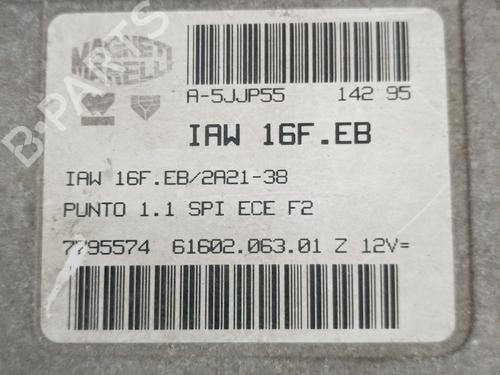 MAGNETI
MARELLI
A-5JJP55 142 95
IAW 16F.EB
IAW 16F.EB/2A21-38
PUNTO 1.1 SPI ECE F2
7795574 61602.063.01 Z 12V=